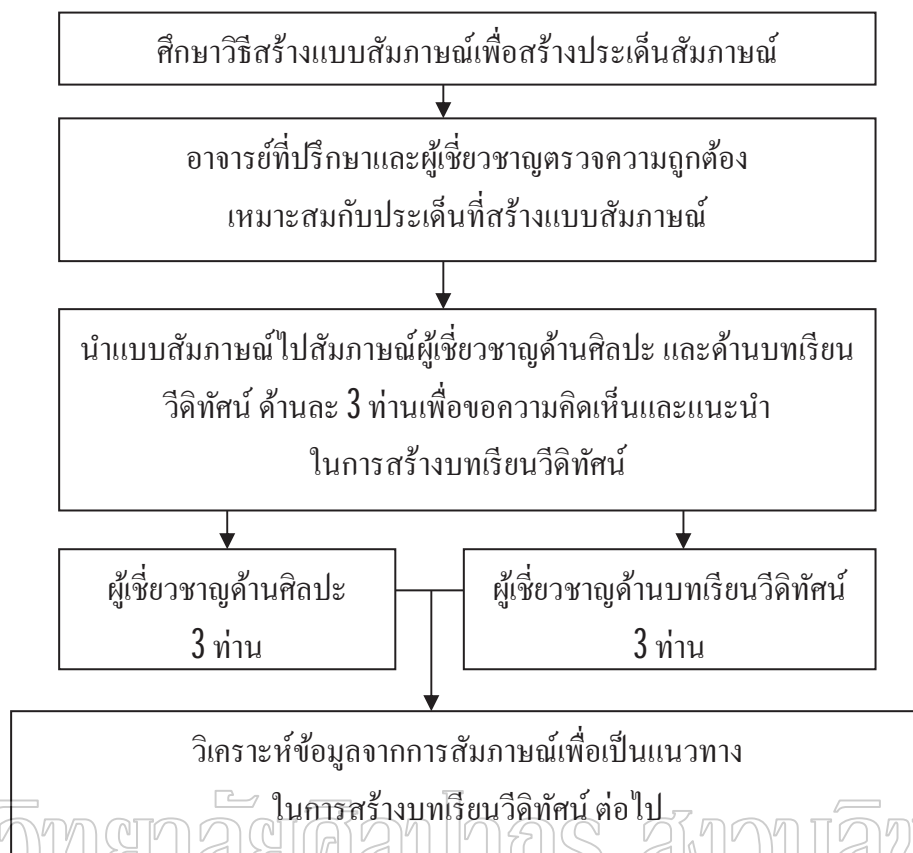 ศึกษาวิธีสร้างแบบสัมภาษณ์เพื่อสร้างประเด็นสัมภาษณ์
อาจารย์ที่ปรึกษาและผู้เชี่ยวชาญตรวจความถูกต้อง
เหมาะสมกับประเด็นที่สร้างแบบสัมภาษณ์
นำแบบสัมภาษณ์ไปสัมภาษณ์ผู้เชี่ยวชาญด้านศิลปะ และด้านบทเรียน
วีดิทัศน์ ด้านละ 3 ท่านเพื่อขอความคิดเห็นและแนะนำ
ในการสร้างบทเรียนวีดิทัศน์
ผู้เชี่ยวชาญด้านศิลปะ
3 ท่าน
ผู้เชี่ยวชาญด้านบทเรียนวีดิทัศน์
3 ท่าน
วิเคราะห์ข้อมูลจากการสัมภาษณ์เพื่อเป็นแนวทาง
ในการสร้างบทเรียนวีดิทัศน์ ต่อไป